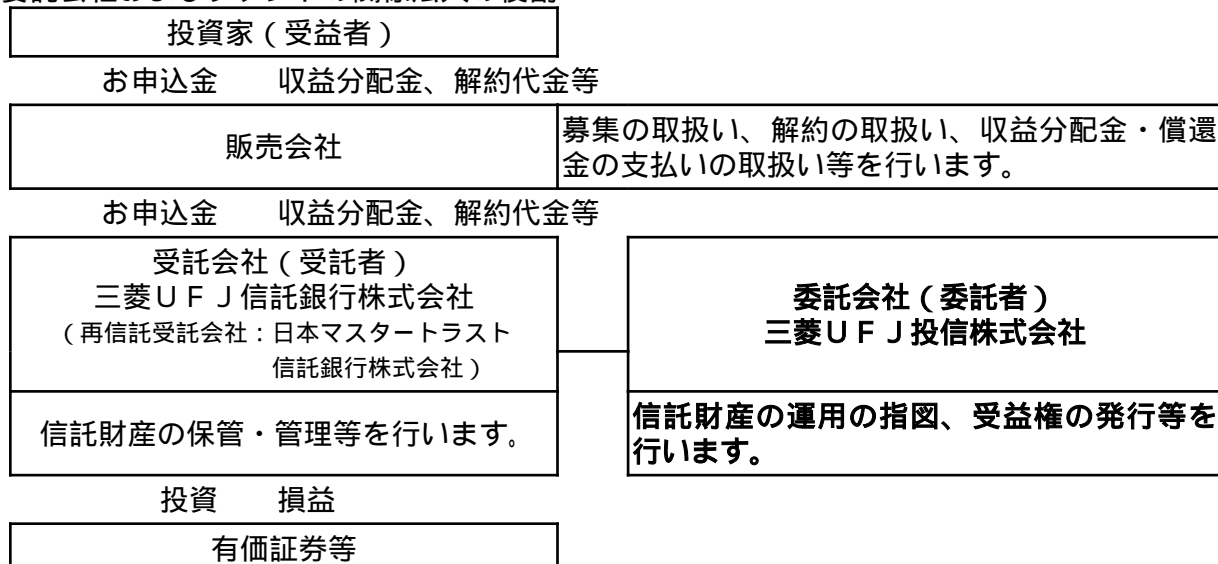 投資家（受益者）
お申込金　　収益分配金、解約代金等
販売会社
募集の取扱い、解約の取扱い、収益分配金・償還
金の支払いの取扱い等を行います。
お申込金　　収益分配金、解約代金等
受託会社（受託者）
三菱ＵＦＪ信託銀行株式会社
（再信託受託会社：日本マスタートラスト
信託銀行株式会社）
信託財産の保管・管理等を行います。
委託会社（委託者）
三菱ＵＦＪ投信株式会社
信託財産の運用の指図、受益権の発行等を
行います。
投資　　損益
有価証券等